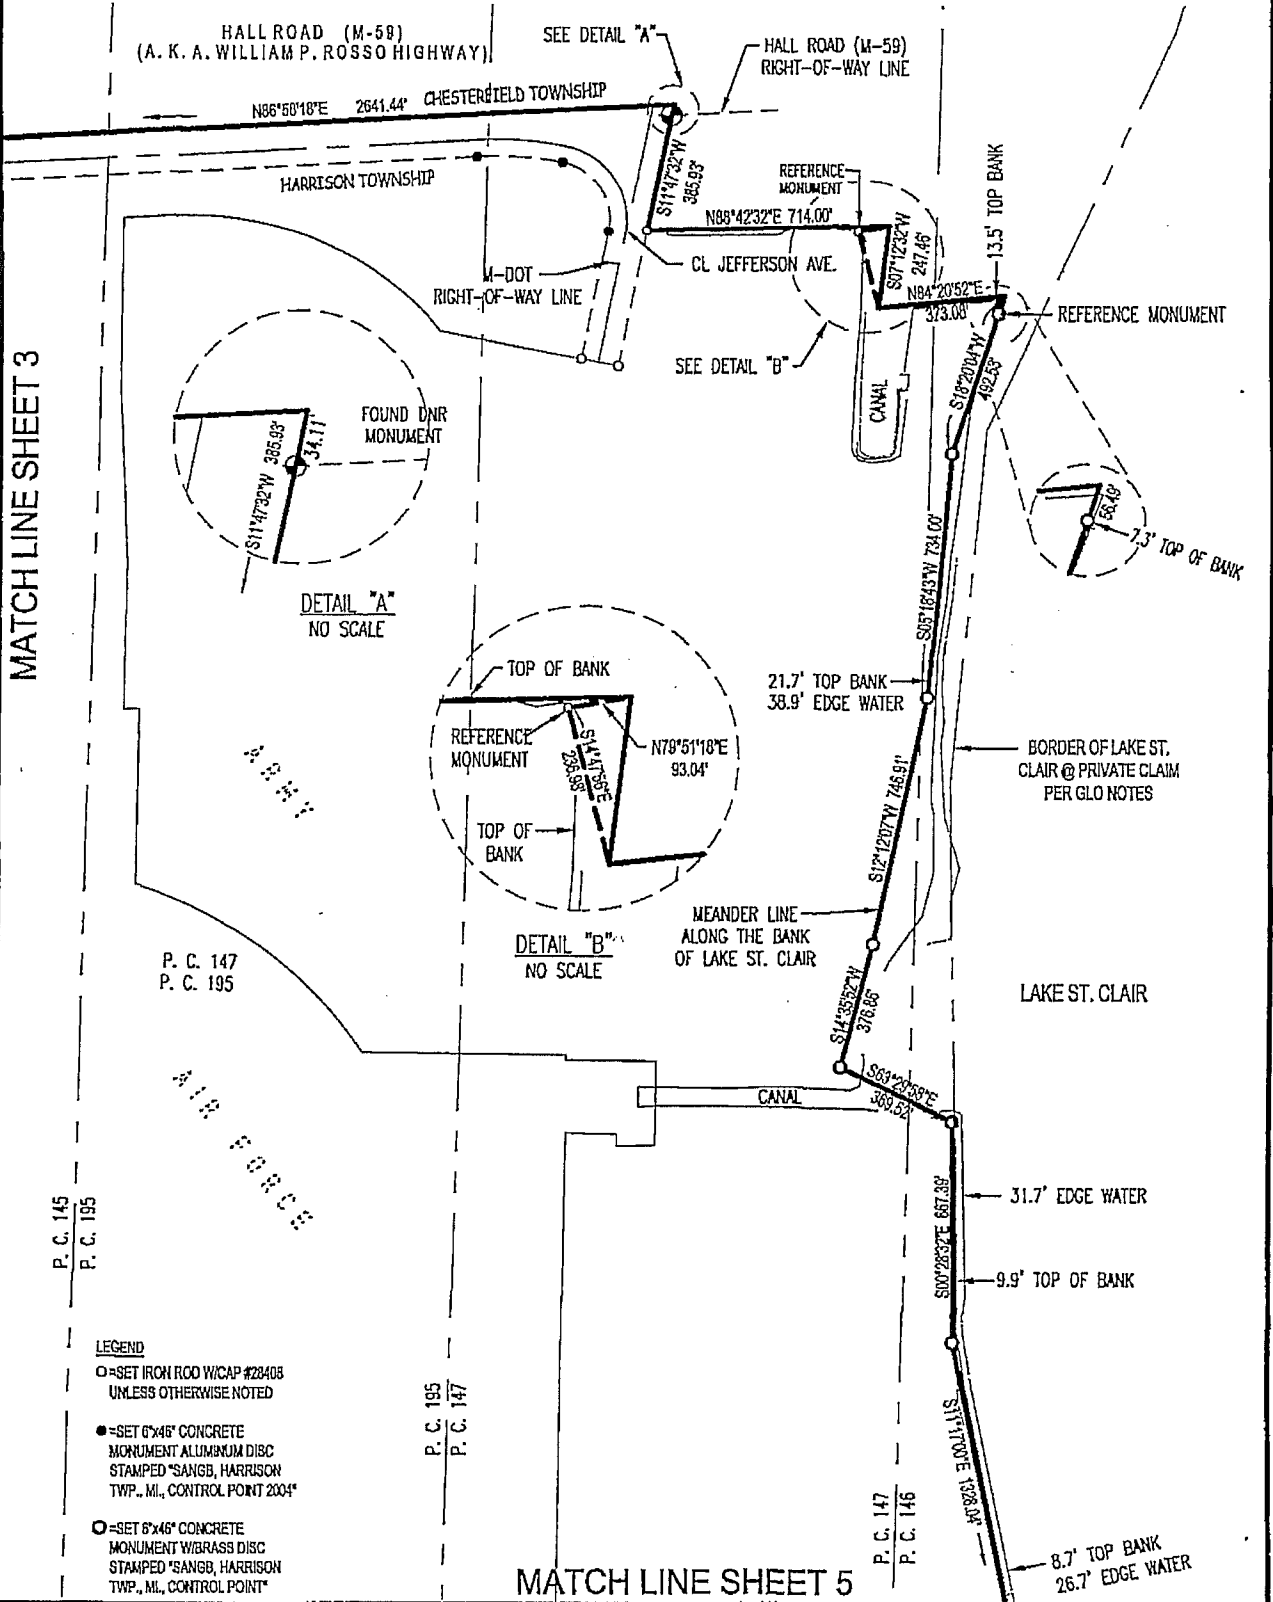 HALL ROAD (M-59)
(A. K. A. WILLIAM P. ROSSO HIGHWAY)
SEE DETAIL "A"
HALL ROAD (M-59)
RIGHT-OF-WAY LINE
N86°58'18"E 2641.44' CHESTERFIELD TOWNSHIP
HARRISON TOWNSHIP
S11°47'32"W
385.93'
REFERENCE
MONUMENT
13.5' TOP BANK
N88°42'32"E 714.00'
S07°12'32"W
247.46'
CL JEFFERSON AVE.
M-DOT
RIGHT-OF-WAY LINE
N84°20'52"E
373.08'
REFERENCE MONUMENT
SEE DETAIL "B"
CANAL
S18°20'04"W
492.53'
MATCH LINE SHEET 3
FOUND DNR
MONUMENT
S11°47'32"W 385.93'
34.11'
DETAIL "A"
NO SCALE
56.49'
7.3' TOP OF BANK
S05°18'43"W 734.00'
TOP OF BANK
REFERENCE
MONUMENT
N79°51'18"E
93.04'
S14°47'56"E
236.93'
TOP OF
BANK
DETAIL "B"
NO SCALE
21.7' TOP BANK
38.9' EDGE WATER
BORDER OF LAKE ST.
CLAIR @ PRIVATE CLAIM
PER GLO NOTES
S12°12'07"W 746.91'
ARMY
MEANDER LINE
ALONG THE BANK
OF LAKE ST. CLAIR
P. C. 147
P. C. 195
LAKE ST. CLAIR
S14°35'52"W
376.86'
S63°29'58"E
369.52'
CANAL
AIR FORCE
P. C. 145
P. C. 195
31.7' EDGE WATER
S00°28'32"E 667.39'
9.9' TOP OF BANK
LEGEND
O=SET IRON ROD W/CAP #28408
UNLESS OTHERWISE NOTED
●=SET 6"x46" CONCRETE
MONUMENT ALUMINUM DISC
STAMPED "SANGB, HARRISON
TWP., MI., CONTROL POINT 2004"
O=SET 6"x46" CONCRETE
MONUMENT W/BRASS DISC
STAMPED "SANGB, HARRISON
TWP., MI., CONTROL POINT"
P. C. 195
P. C. 147
S11°17'00"E 1328.04'
P. C. 147
P. C. 146
8.7' TOP BANK
26.7' EDGE WATER
MATCH LINE SHEET 5